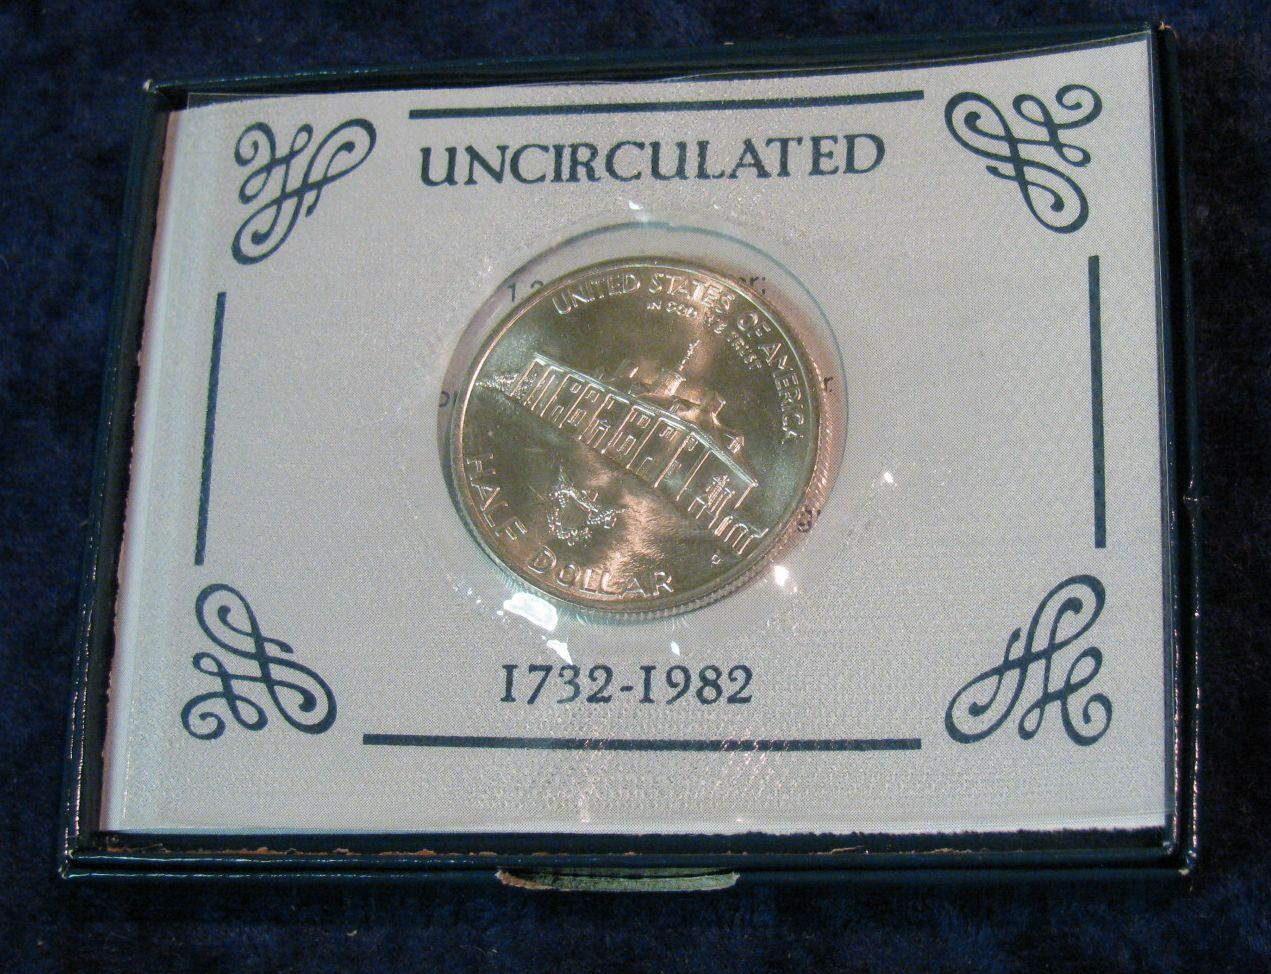 UNCIRCULATED
UNITED STATES OF AMERICA
IN GOD WE TRUST
HALF DOLLAR
D
1732-1982